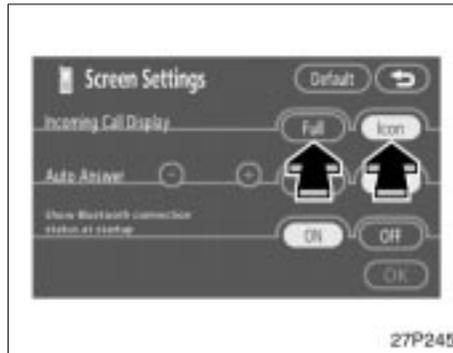 Screen Settings
Default
Incoming Call Display
Full
Icon
Auto Answer
- +
Show Bluetooth connection
status at startup
ON
OFF
OK
27P245